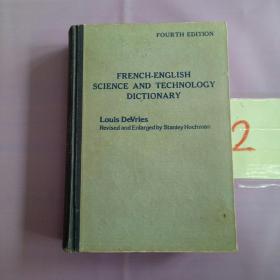 FOURTH EDITION
FRENCH-ENGLISH
SCIENCE AND TECHNOLOGY
DICTIONARY
Louis DeVries
Revised and Enlarged by Stanley Hochman
2